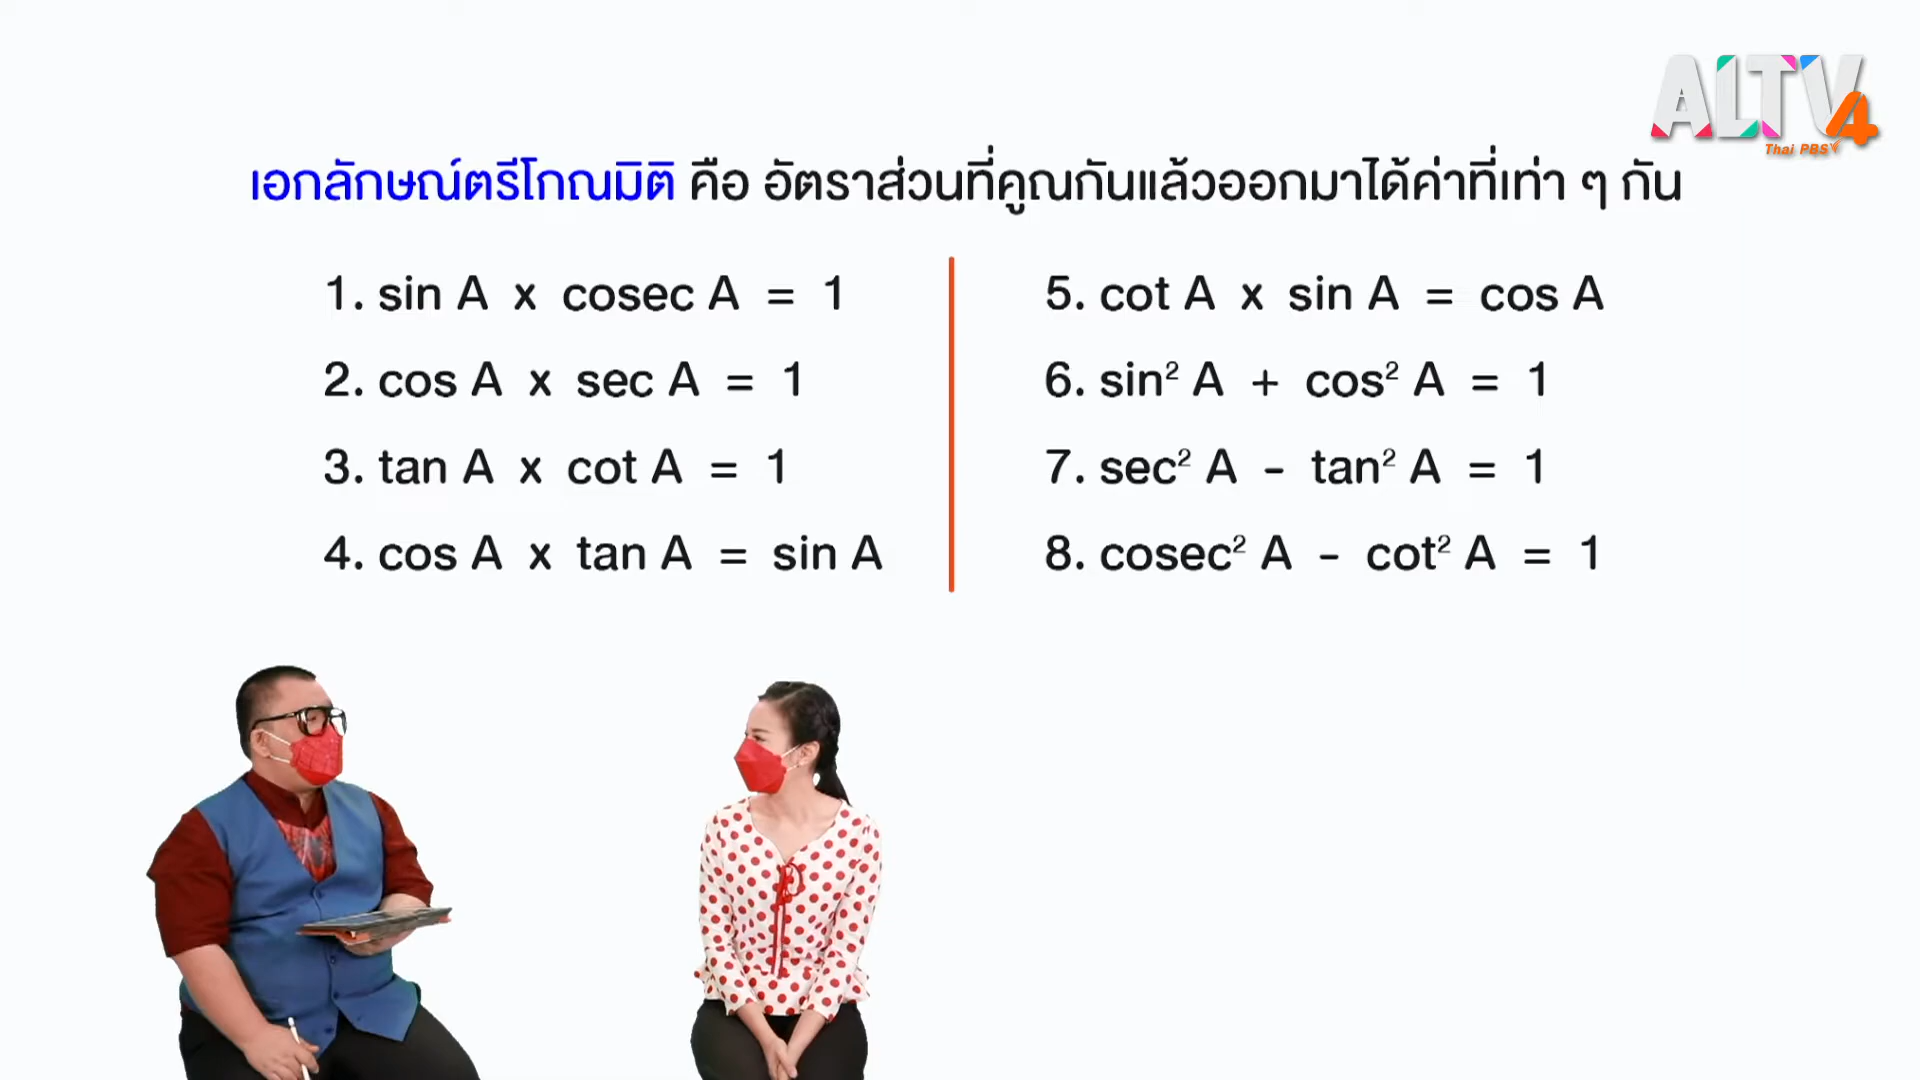 ALTV4
Thai PBS
เอกลักษณ์ตรีโกณมิติ คือ อัตราส่วนที่คูณกันแล้วออกมาได้ค่าที่เท่า ๆ กัน
1. sin A x cosec A = 1
2. cos A x sec A = 1
3. tan A x cot A = 1
4. cos A x tan A = sin A
5. cot A x sin A = cos A
6. sin² A + cos² A = 1
7. sec² A - tan² A = 1
8. cosec² A - cot² A = 1